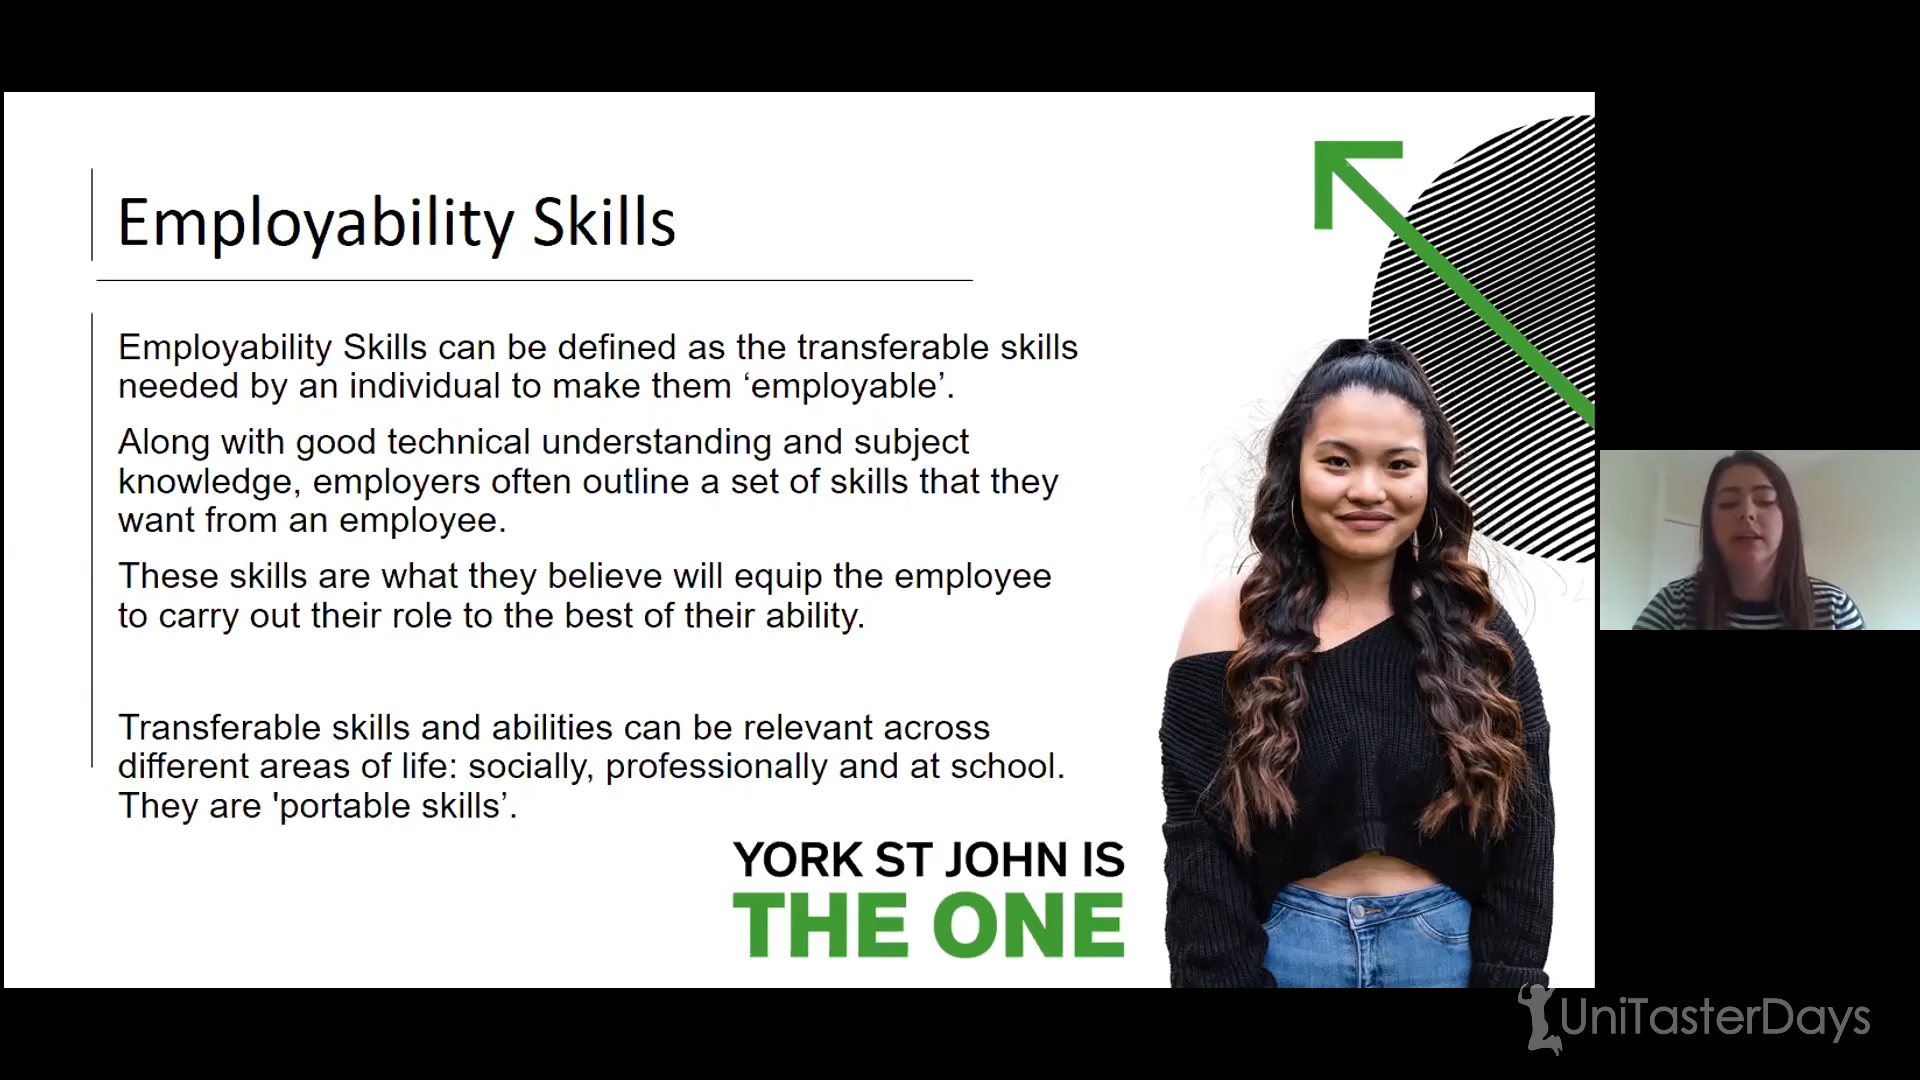 Employability Skills
Employability Skills can be defined as the transferable skills
needed by an individual to make them ‘employable’.
Along with good technical understanding and subject
knowledge, employers often outline a set of skills that they
want from an employee.
These skills are what they believe will equip the employee
to carry out their role to the best of their ability.
Transferable skills and abilities can be relevant across
different areas of life: socially, professionally and at school.
They are 'portable skills’.
YORK ST JOHN IS
THE ONE
UniTasterDays